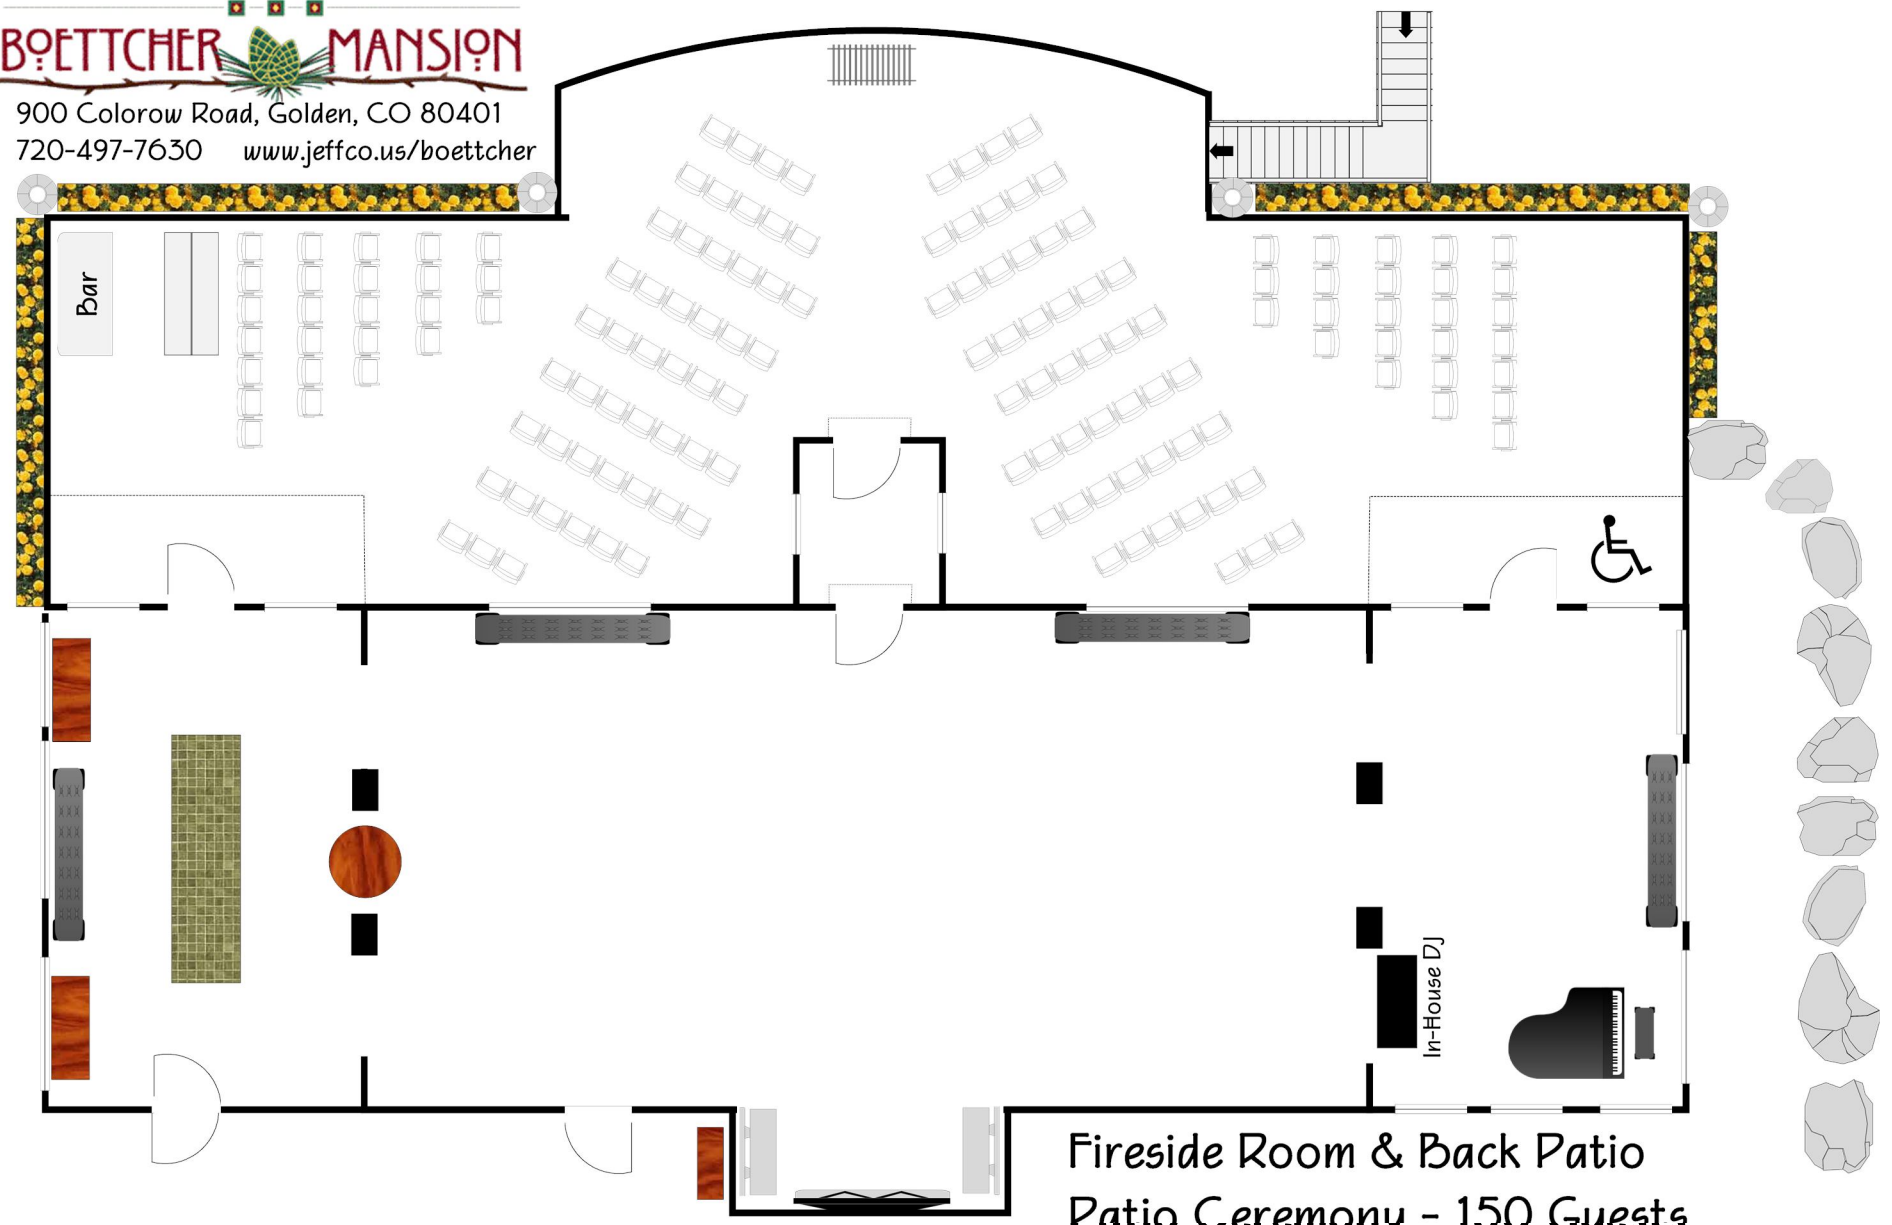 BOETTCHER MANSION
900 Colorow Road, Golden, CO 80401
720-497-7630 www.jeffco.us/boettcher
Bar
In-House DJ
Fireside Room & Back Patio
Patio Ceremony - 150 Guests